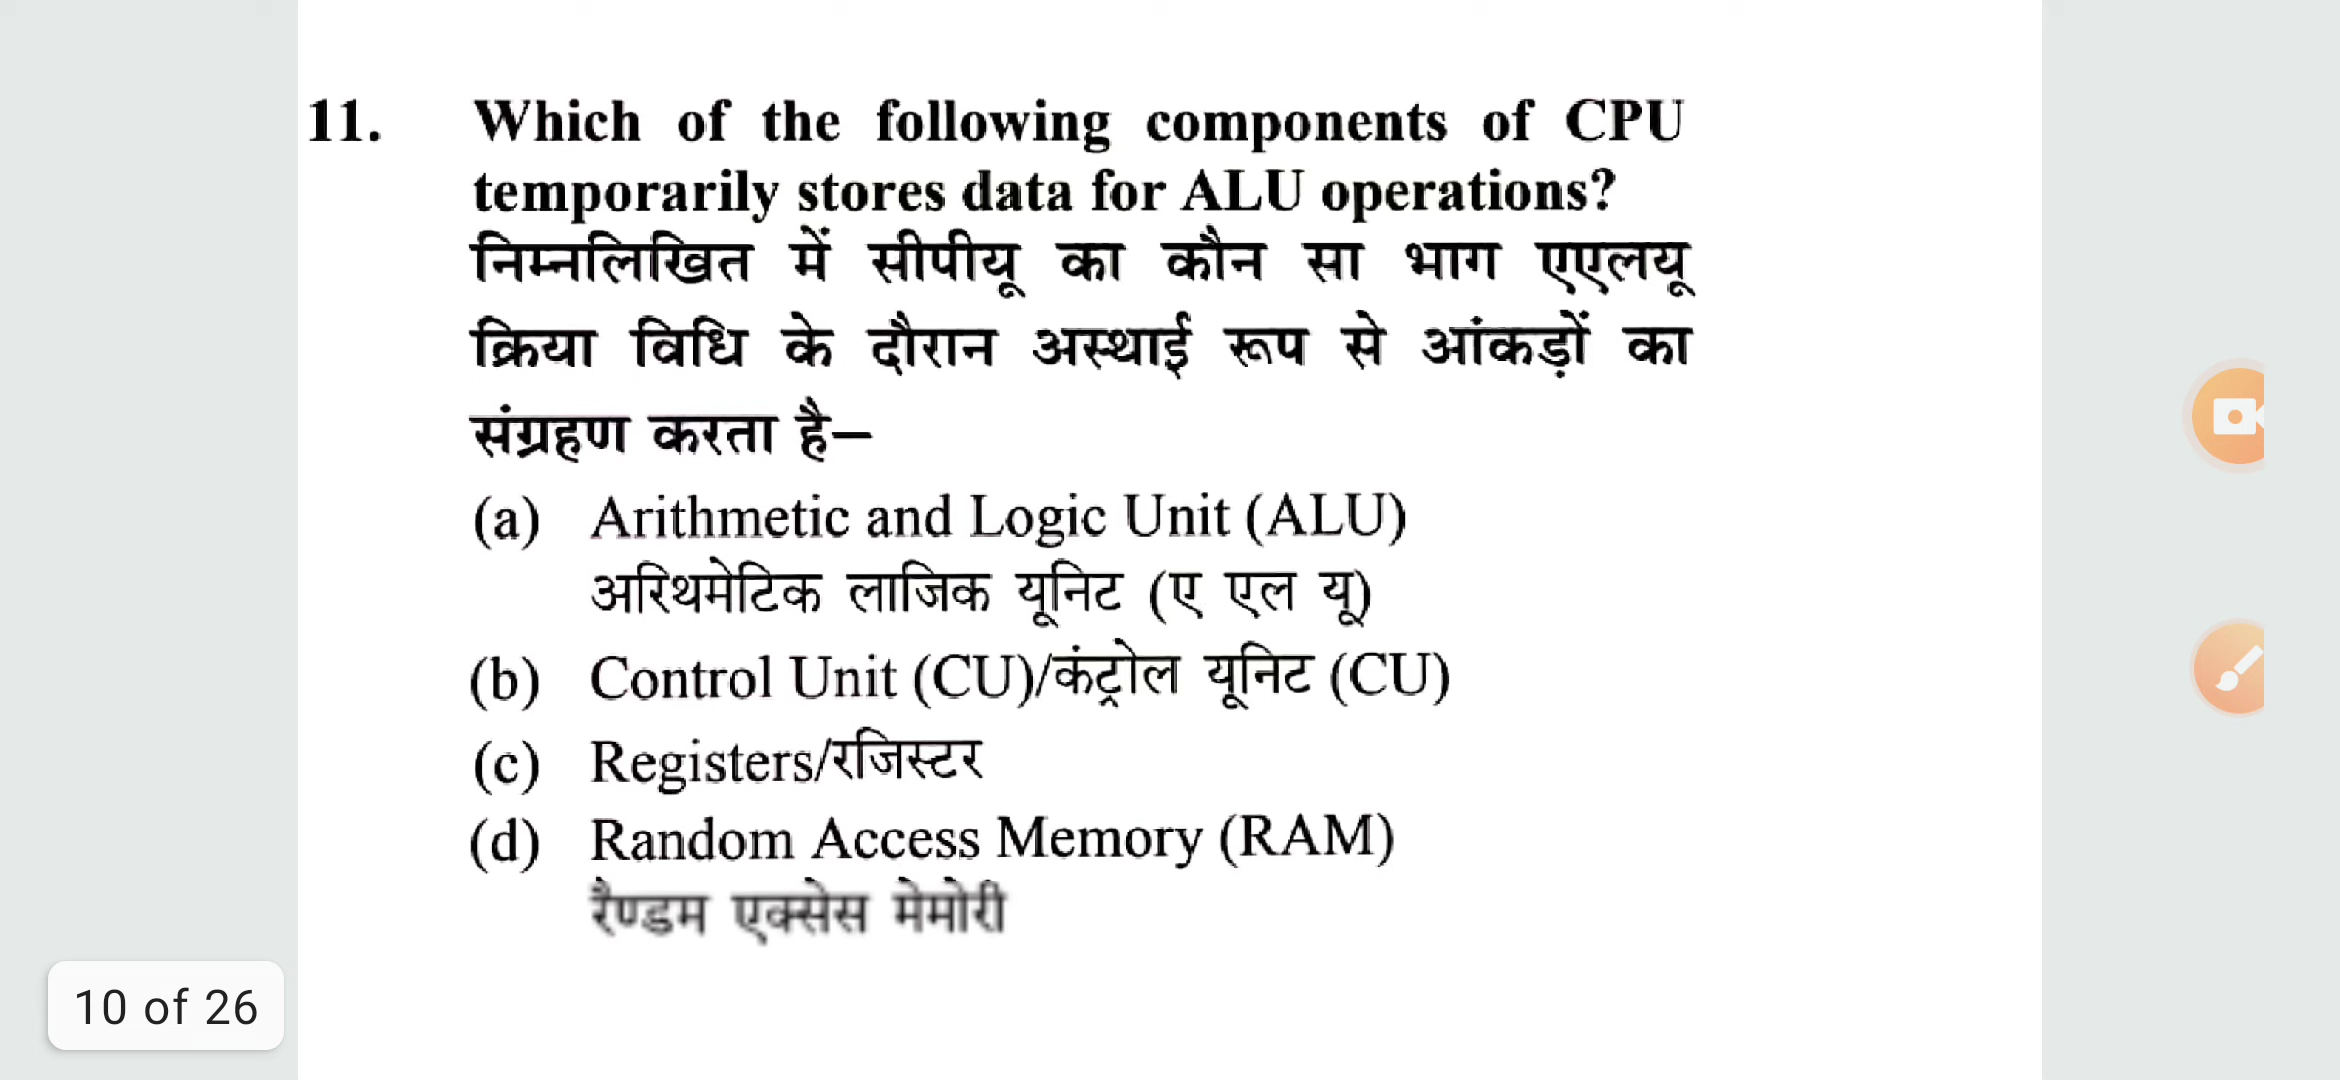 11. Which of the following components of CPU
temporarily stores data for ALU operations?
निम्नलिखित में सीपीयू का कौन सा भाग एएलयू
क्रिया विधि के दौरान अस्थाई रूप से आंकड़ों का
संग्रहण करता है–
(a) Arithmetic and Logic Unit (ALU)
अरिथमेटिक लाजिक यूनिट (ए एल यू)
(b) Control Unit (CU)/कंट्रोल यूनिट (CU)
(c) Registers/रजिस्टर
(d) Random Access Memory (RAM)
रैण्डम एक्सेस मेमोरी
10 of 26